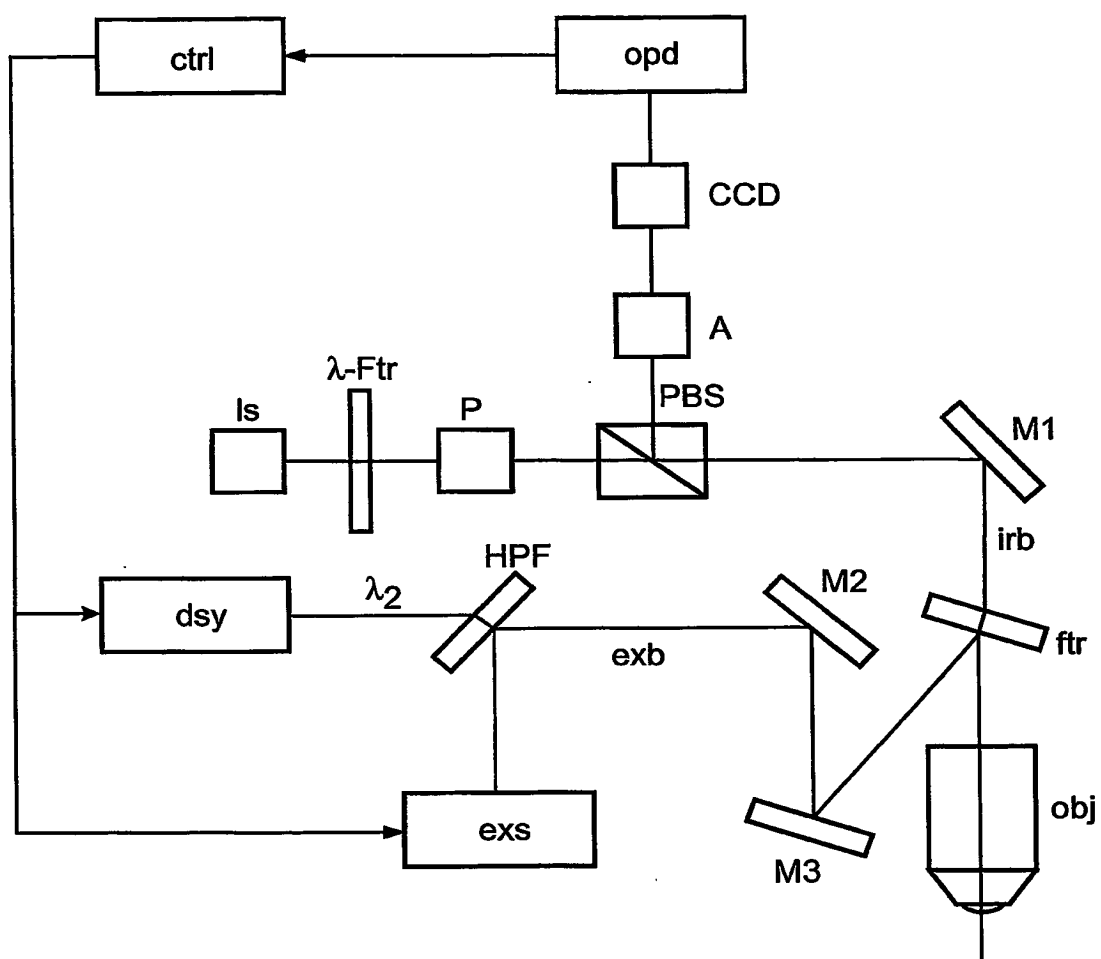 ctrl
opd
CCD
A
λ-Ftr
PBS
ls
P
M1
irb
HPF
M2
λ2
dsy
ftr
exb
obj
exs
M3